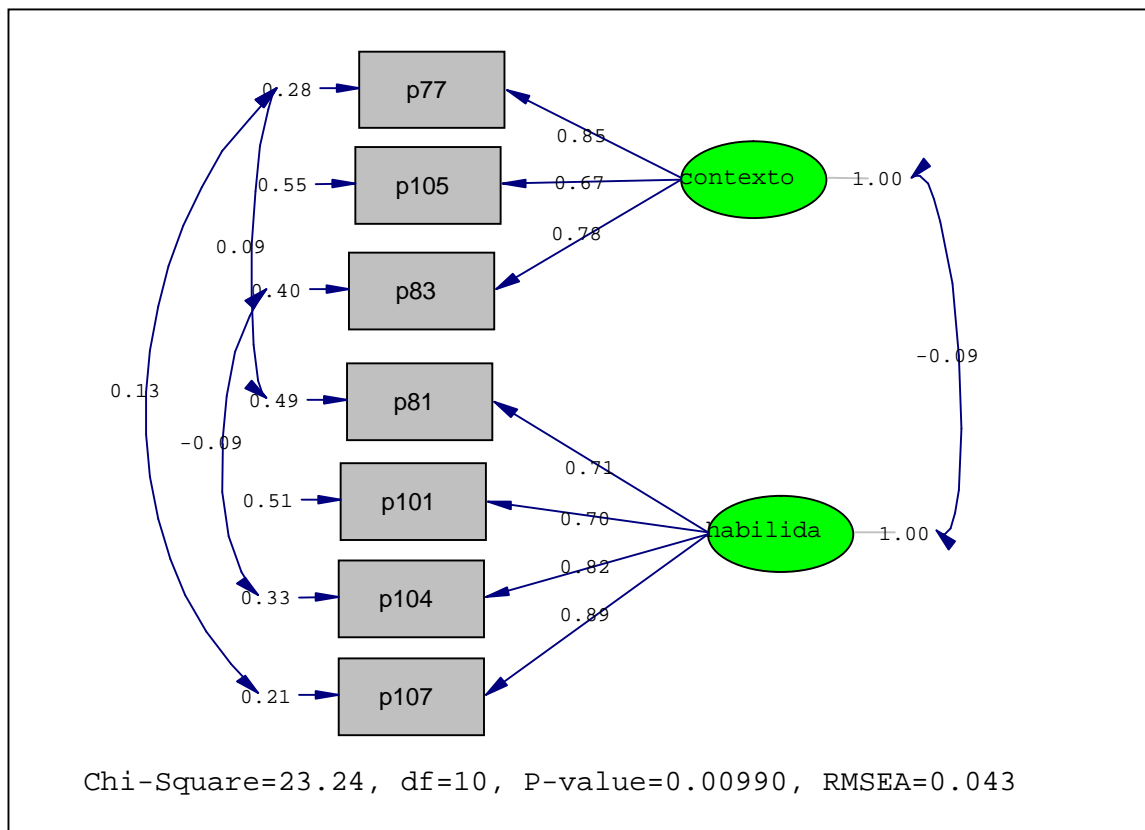 0.28 p77
0.85
0.55 p105 0.67 contexto 1.00
0.78
0.09
0.40 p83
-0.09
0.13
0.49 p81
-0.09
0.71
0.51 p101
0.70 habilida 1.00
0.82
0.33 p104
0.89
0.21 p107
Chi-Square=23.24, df=10, P-value=0.00990, RMSEA=0.043